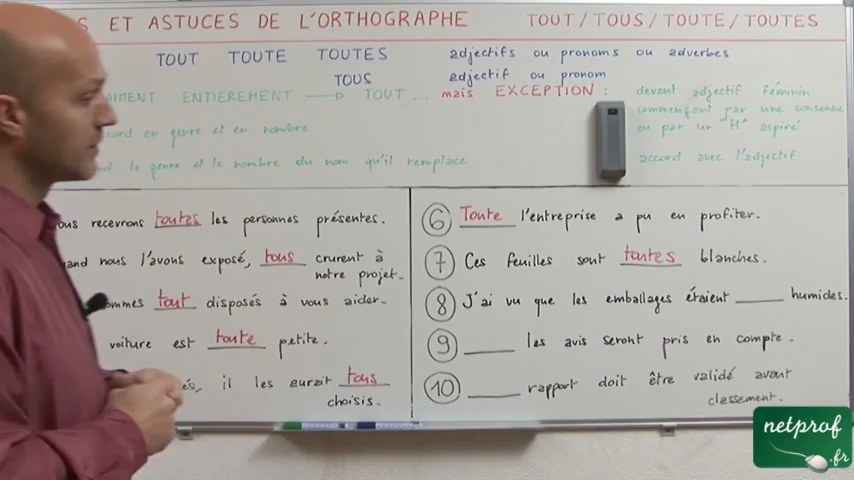 S ET ASTUCES DE L'ORTHOGRAPHE TOUT / TOUS / TOUTE / TOUTES
TOUT TOUTE TOUTES adjectifs ou pronoms ou adverbes
TOUS adjectif ou pronom
AIMENT ENTIEREMENT → TOUT ... mais EXCEPTION : devant adjectif féminin
commençant par une consonne
ou par un "H" aspiré
accord avec l'adjectif
cord en genre et en nombre
d le genre et le nombre du nom qu'il remplace
ous recevrons toutes les personnes présentes.
and nous l'avons exposé, tous crurent à
notre projet.
ommes tout disposés à vous aider.
voiture est toute petite.
és, il les aurait tous
choisis.
6 Toute l'entreprise a pu en profiter.
7 Ces feuilles sont toutes blanches.
8 J'ai vu que les emballages étaient ____ humides.
9 ____ les avis seront pris en compte.
10 ____ rapport doit être validé avant
classement.
netprof
.fr